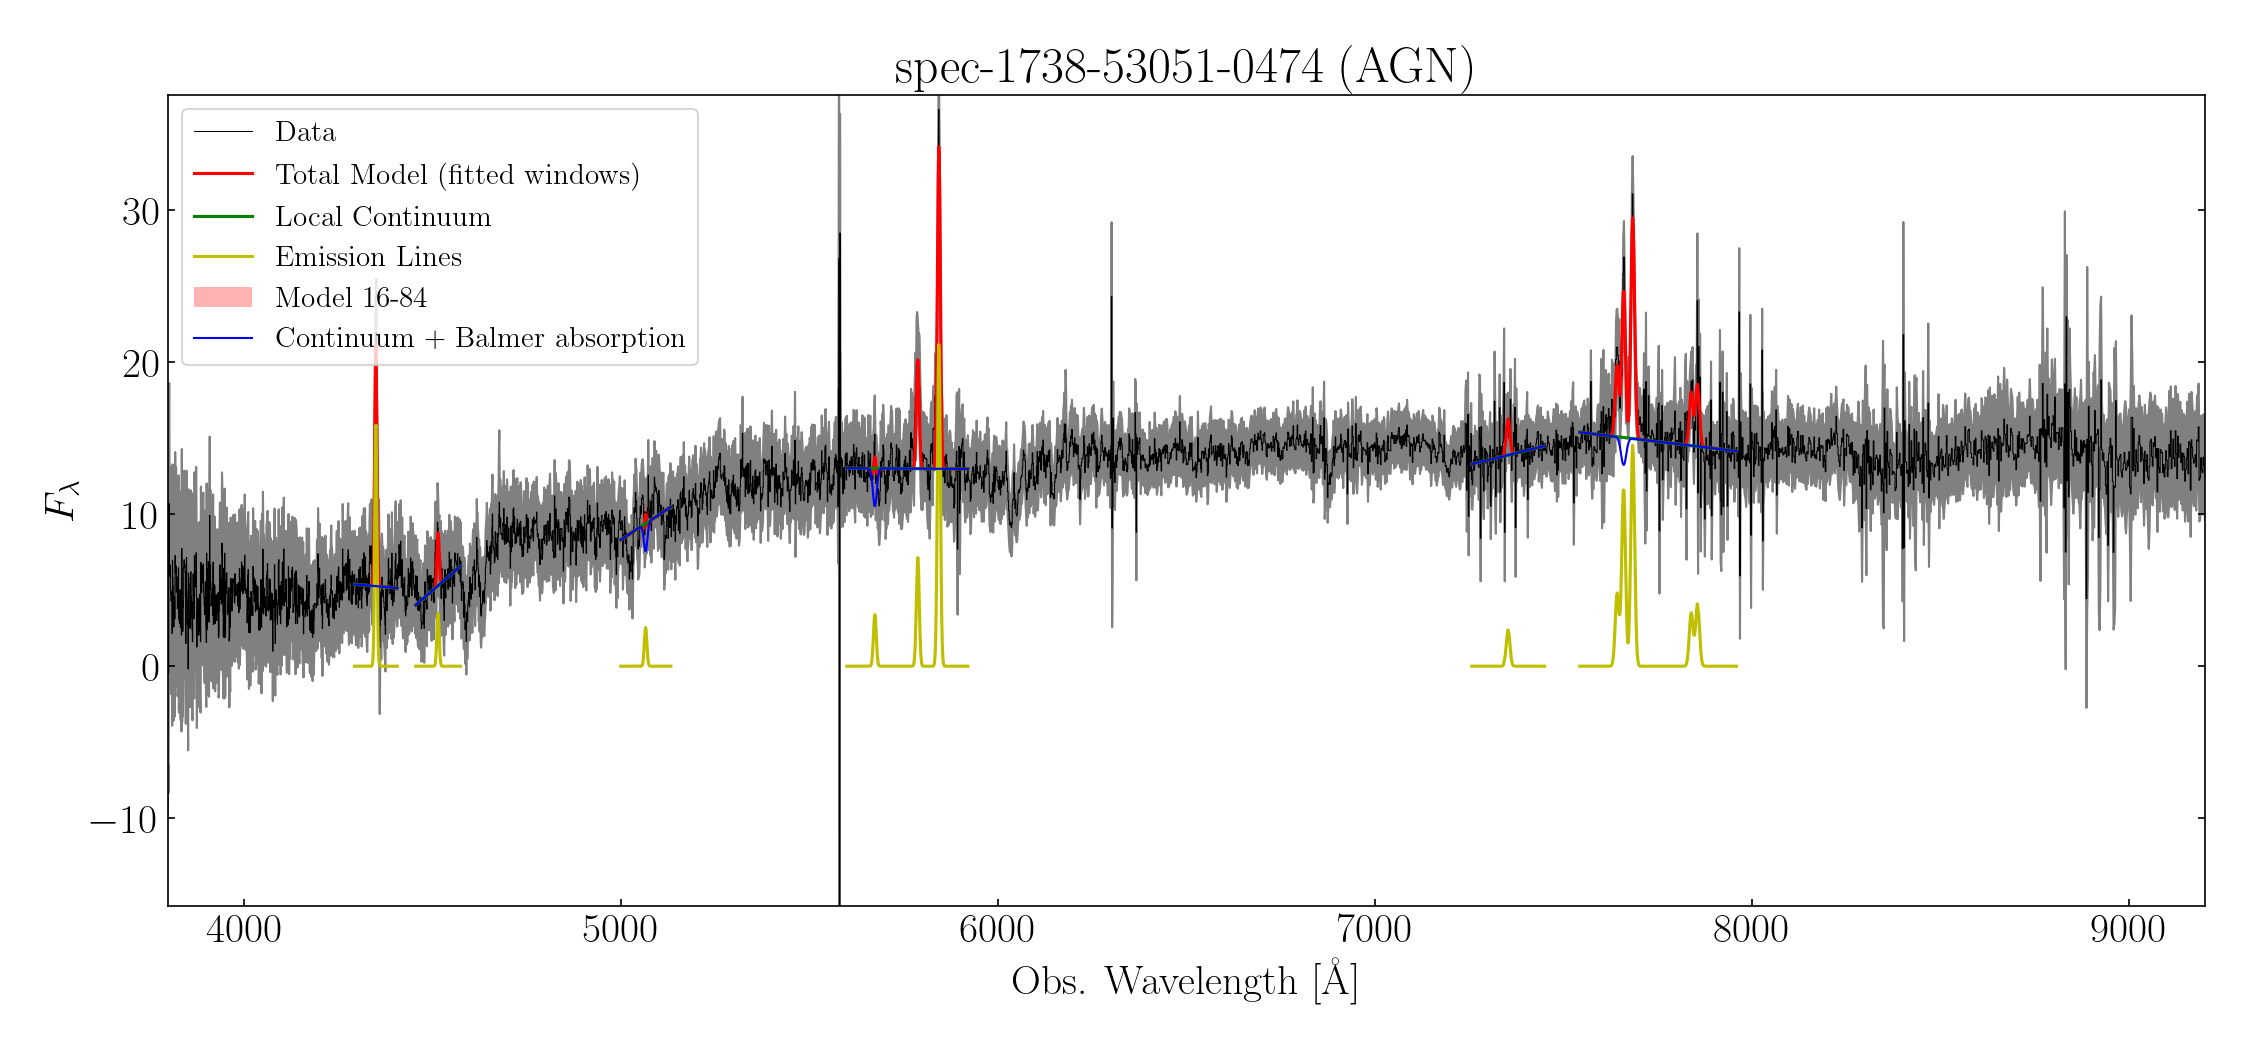 spec-1738-53051-0474 (AGN)
Data
Total Model (fitted windows)
Local Continuum
Emission Lines
Model 16-84
Continuum + Balmer absorption
Fλ
30
20
10
0
−10
4000 5000 6000 7000 8000 9000
Obs. Wavelength [Å]